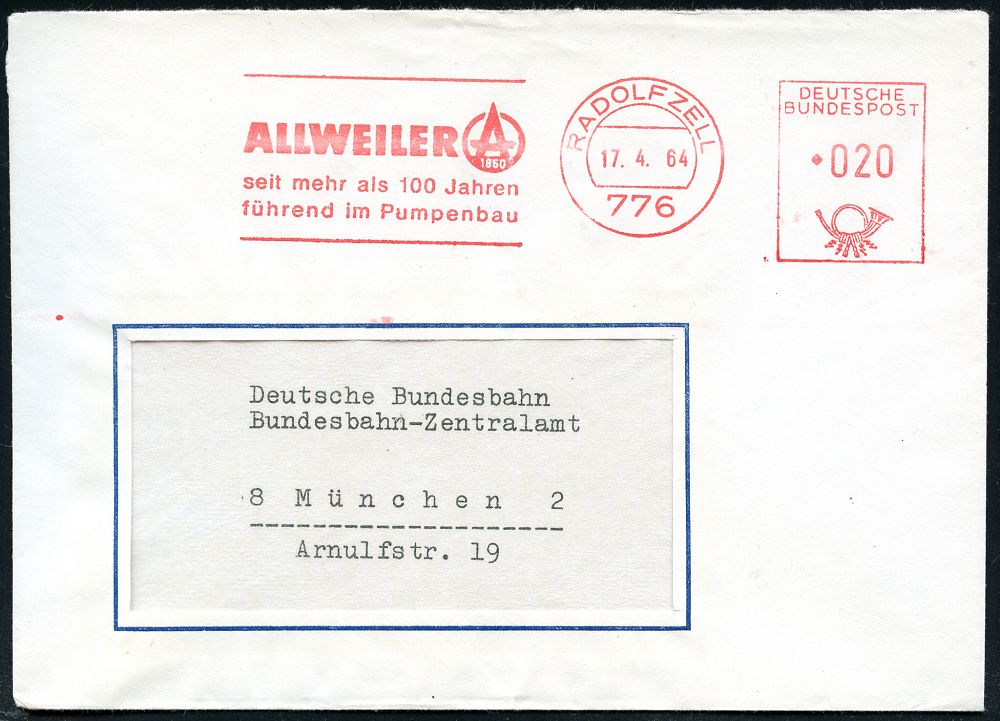 ALLWEILER A
1860
seit mehr als 100 Jahren
führend im Pumpenbau
RADOLFZELL
17. 4. 64
776
DEUTSCHE
BUNDESPOST
020
Deutsche Bundesbahn
Bundesbahn-Zentralamt
8 München 2
Arnulfstr. 19